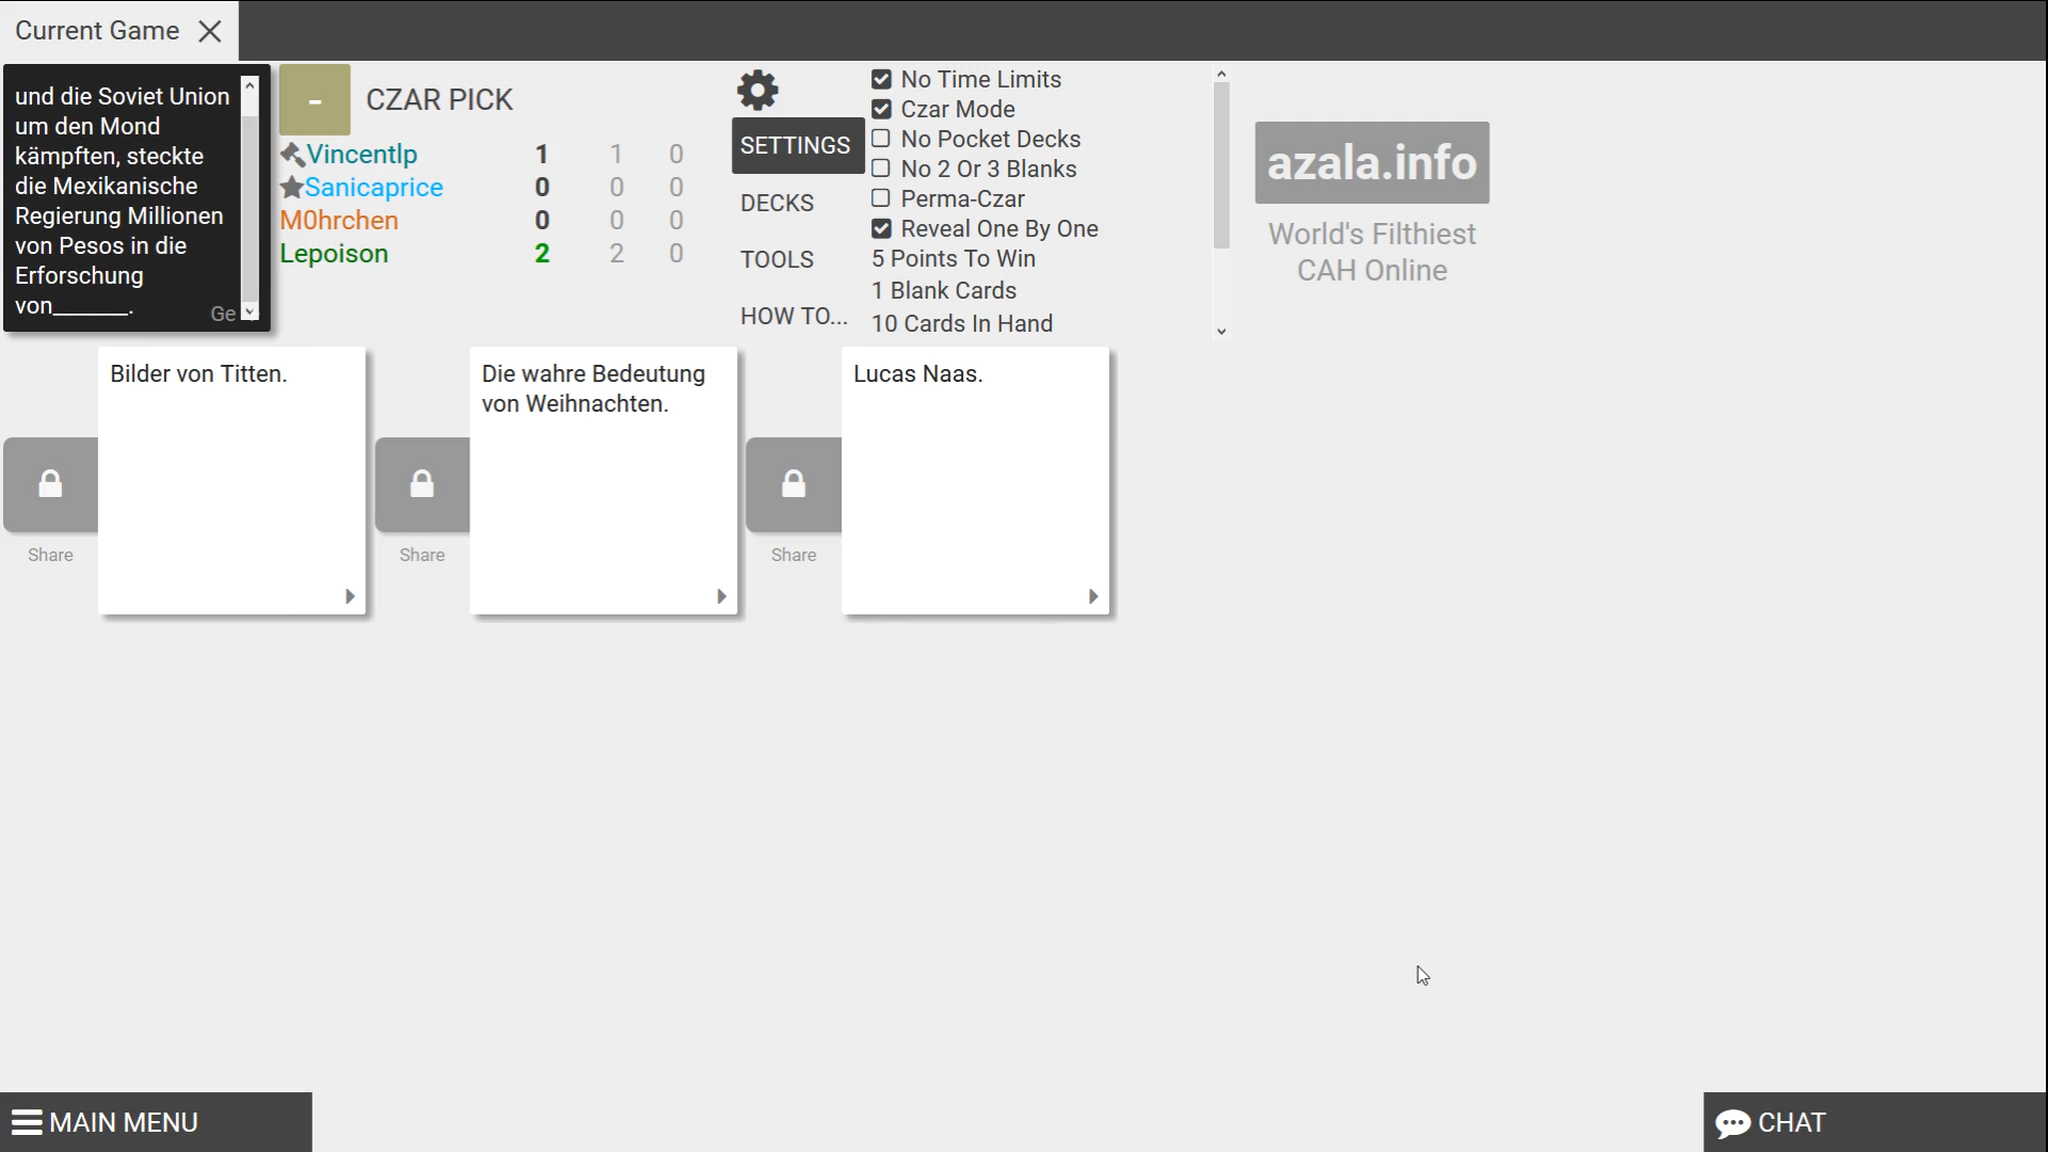 Current Game
und die Soviet Union
um den Mond
kämpften, steckte
die Mexikanische
Regierung Millionen
von Pesos in die
Erforschung
von______.
Ge
- CZAR PICK
Vincentlp 1 1 0
Sanicaprice 0 0 0
M0hrchen 0 0 0
Lepoison 2 2 0
SETTINGS
DECKS
TOOLS
HOW TO...
No Time Limits
Czar Mode
No Pocket Decks
No 2 Or 3 Blanks
Perma-Czar
Reveal One By One
5 Points To Win
1 Blank Cards
10 Cards In Hand
azala.info
World's Filthiest
CAH Online
Share
Bilder von Titten.
Share
Die wahre Bedeutung
von Weihnachten.
Share
Lucas Naas.
MAIN MENU
CHAT